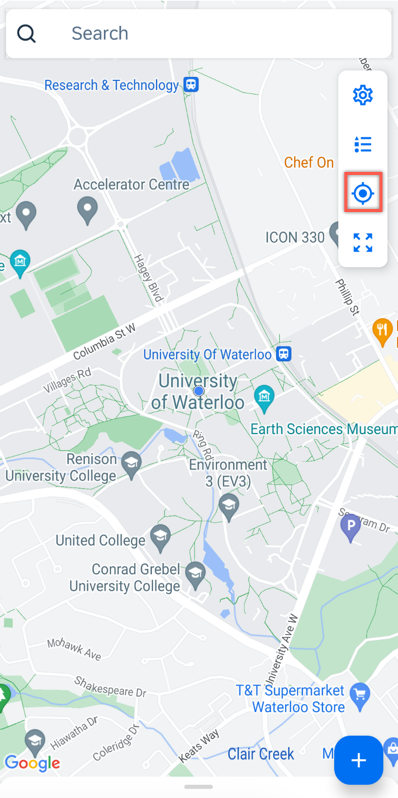 Search
Research & Technology
Chef On
Accelerator Centre
ICON 330
Hagey Blvd
Phillip St
Columbia St W
University Of Waterloo
Villages Rd
University
of Waterloo
Earth Sciences Museum
Ring Rd
Renison
University College
Environment
3 (EV3)
P
United College
Conrad Grebel
University College
University Ave W
Mohawk Ave
Shakespeare Dr
T&T Supermarket
Waterloo Store
Hiawatha Dr
Coleridge Dr
Keats Way
Clair Creek
Google